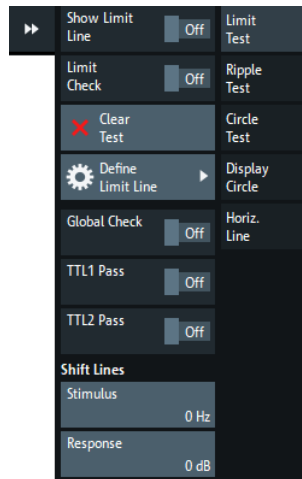 Show Limit
Line
Off
Limit
Check
Off
Clear
Test
Define
Limit Line
Global Check
Off
TTL1 Pass
Off
TTL2 Pass
Off
Shift Lines
Stimulus
0 Hz
Response
0 dB
Limit
Test
Ripple
Test
Circle
Test
Display
Circle
Horiz.
Line